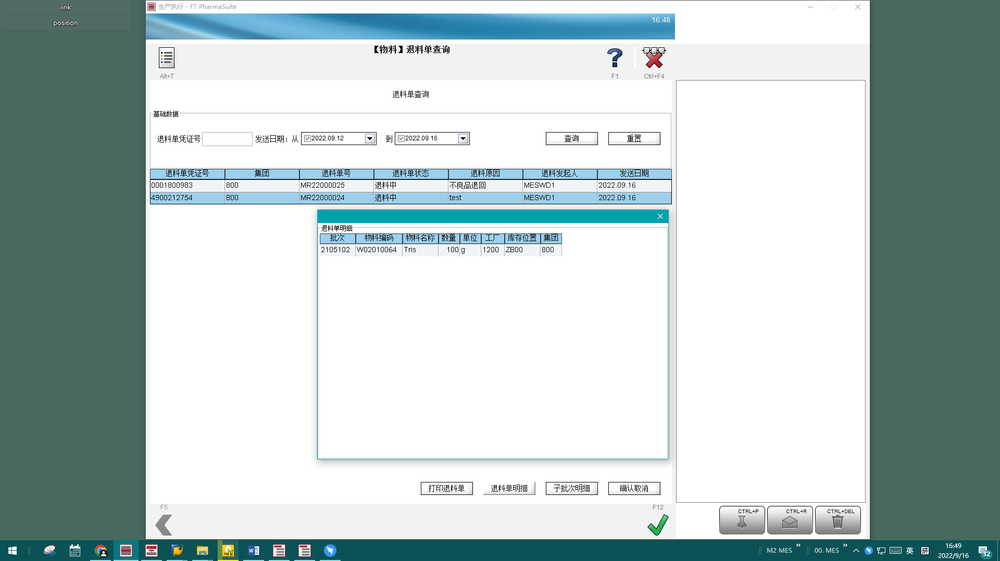 link
position
生产执行 - FT PharmaSuite
16:48
【物料】退料单查询
Alt+T
F1
Ctrl+F4
退料单查询
基础数据
退料单凭证号 发送日期：从 2022.09.12 到 2022.09.16 查询 重置
退料单凭证号 集团 退料单号 退料单状态 退料原因 退料发起人 发送日期
0001800983 800 MR22000025 退料中 不良品退回 MESWD1 2022.09.16
4900212754 800 MR22000024 退料中 test MESWD1 2022.09.16
退料单明细
批次 物料编码 物料名称 数量 单位 工厂 库存位置 集团
2105102 W02010064 Tris 100 g 1200 ZB00 800
打印退料单 退料单明细 子批次明细 确认取消
F5
F12
CTRL+P CTRL+R CTRL+DEL
M2 MES
00. MES
英
拼
16:49
2022/9/16
32